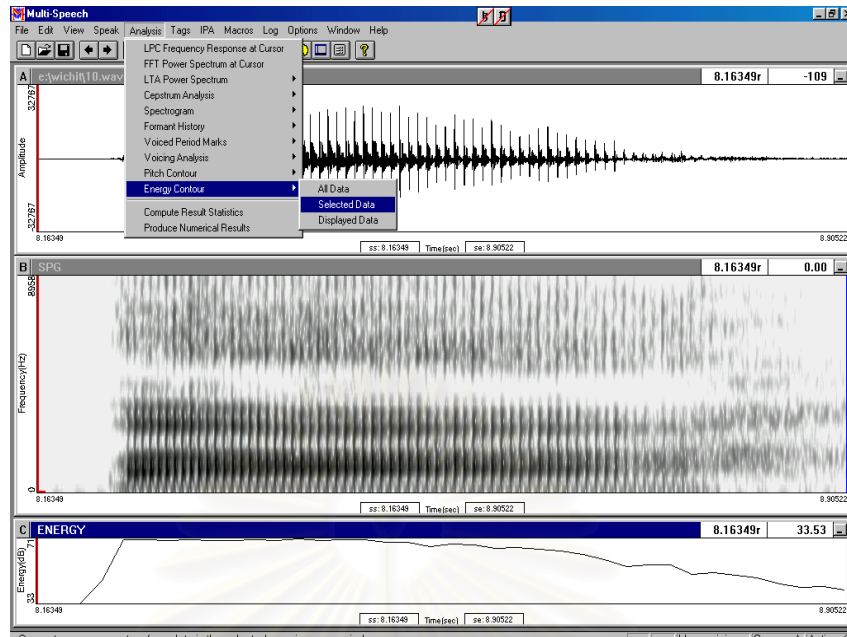 Multi-Speech
File Edit View Speak Analysis Tags IPA Macros Log Options Window Help
LPC Frequency Response at Cursor
FFT Power Spectrum at Cursor
LTA Power Spectrum
Cepstrum Analysis
Spectrogram
Formant History
Voiced Period Marks
Voicing Analysis
Pitch Contour
Energy Contour
Compute Result Statistics
Produce Numerical Results
All Data
Selected Data
Displayed Data
A e:\wichit\10.wav 8.16349r -109
32767
Amplitude
-32767
8.16349 8.90522
ss: 8.16349 Time(sec) se: 8.90522
B SPG 8.16349r 0.00
8958
Frequency(Hz)
0
8.16349 8.90522
ss: 8.16349 Time(sec) se: 8.90522
C ENERGY 8.16349r 33.53
71
Energy(dB)
33
8.16349 8.90522
ss: 8.16349 Time(sec) se: 8.90522